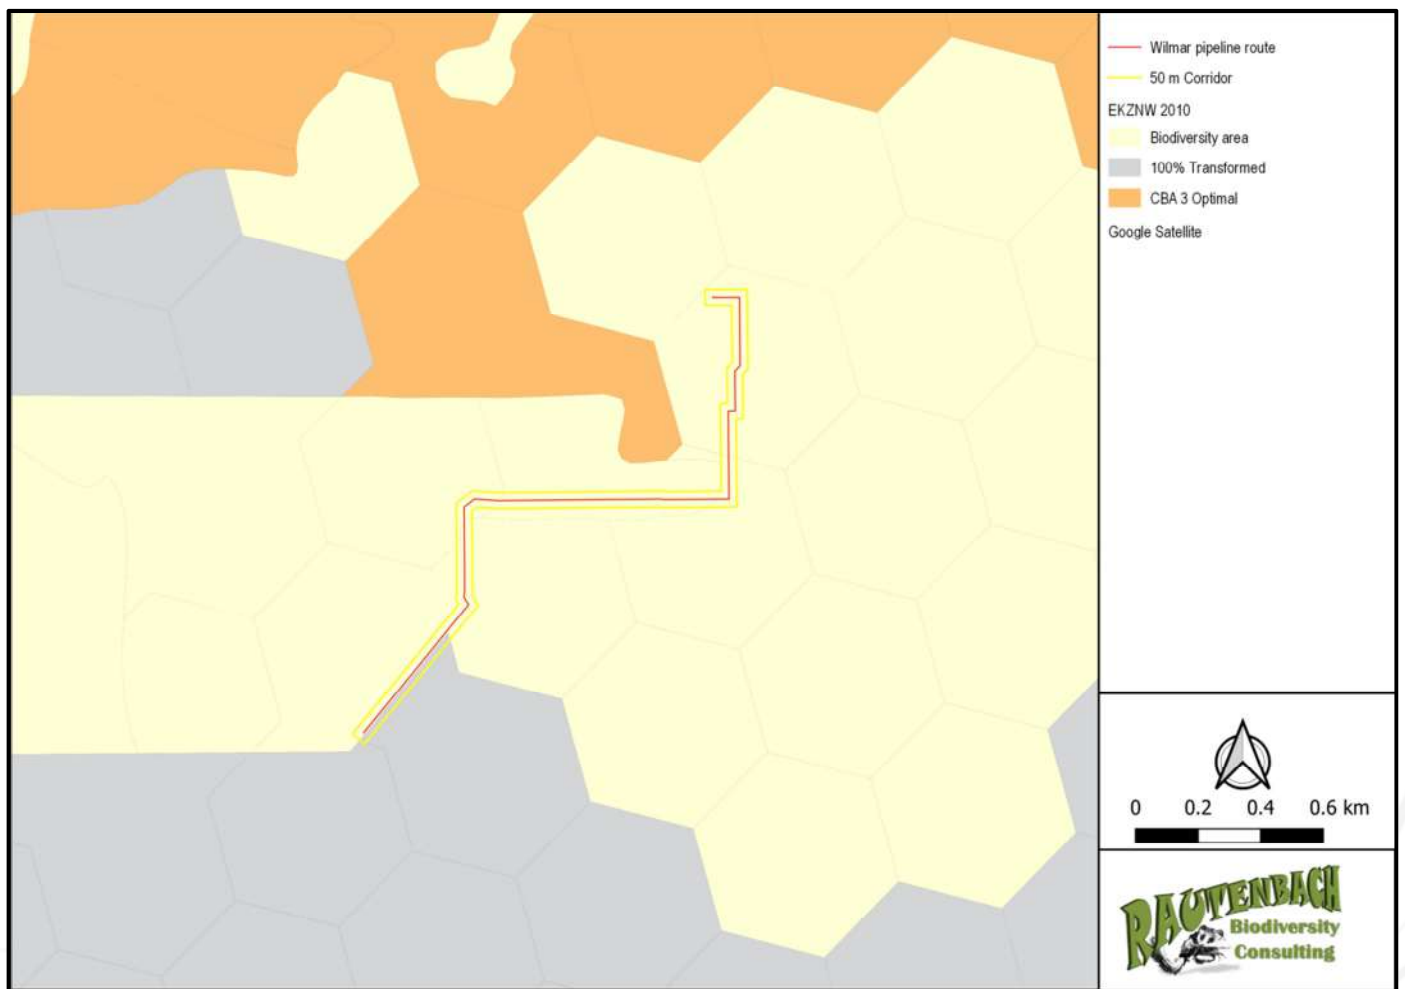 Wilmar pipeline route
50 m Corridor
EKZNW 2010
Biodiversity area
100% Transformed
CBA 3 Optimal
Google Satellite
0 0.2 0.4 0.6 km
RAUTENBACH
Biodiversity
Consulting